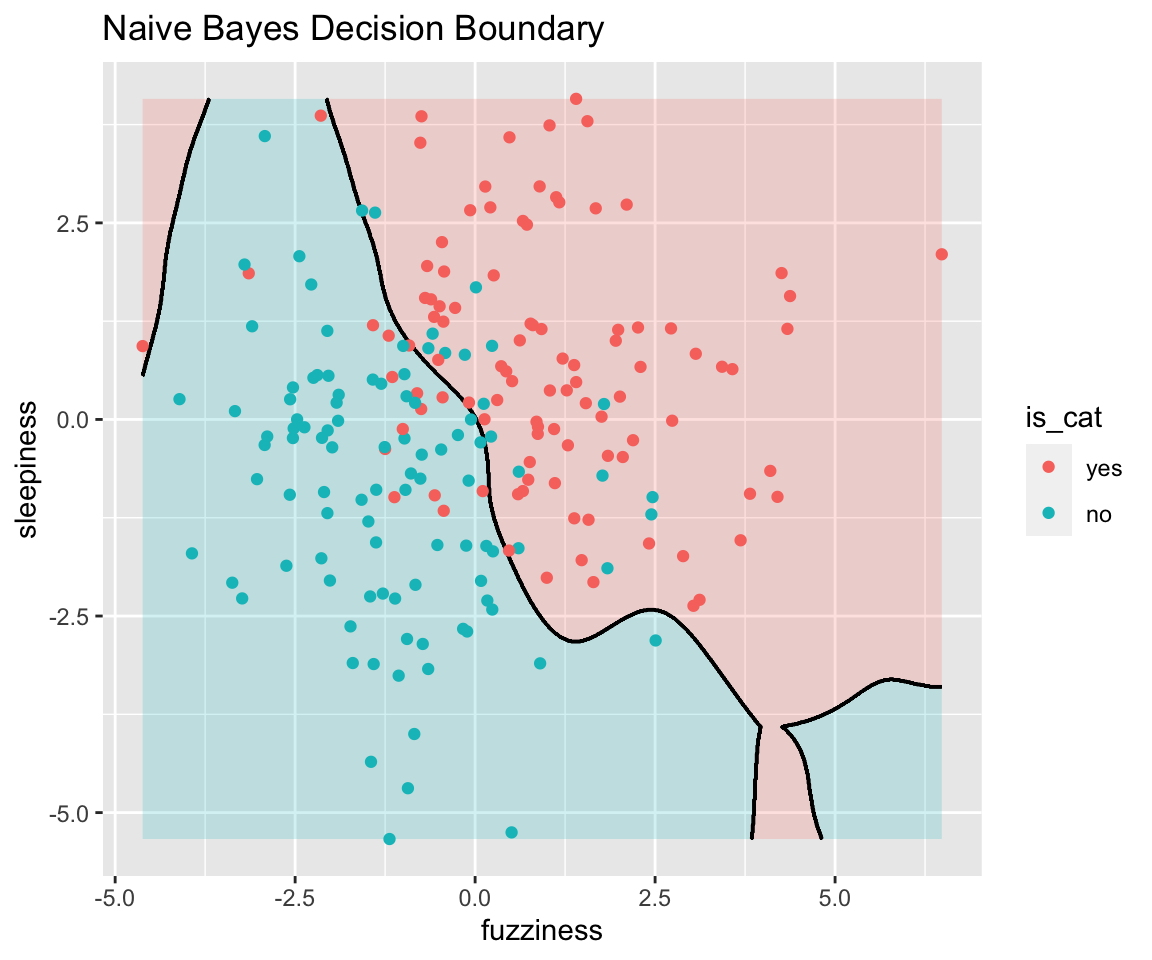 Naive Bayes Decision Boundary
sleepiness
2.5
0.0
-2.5
-5.0
-5.0
-2.5
0.0
2.5
5.0
fuzziness
is_cat
yes
no